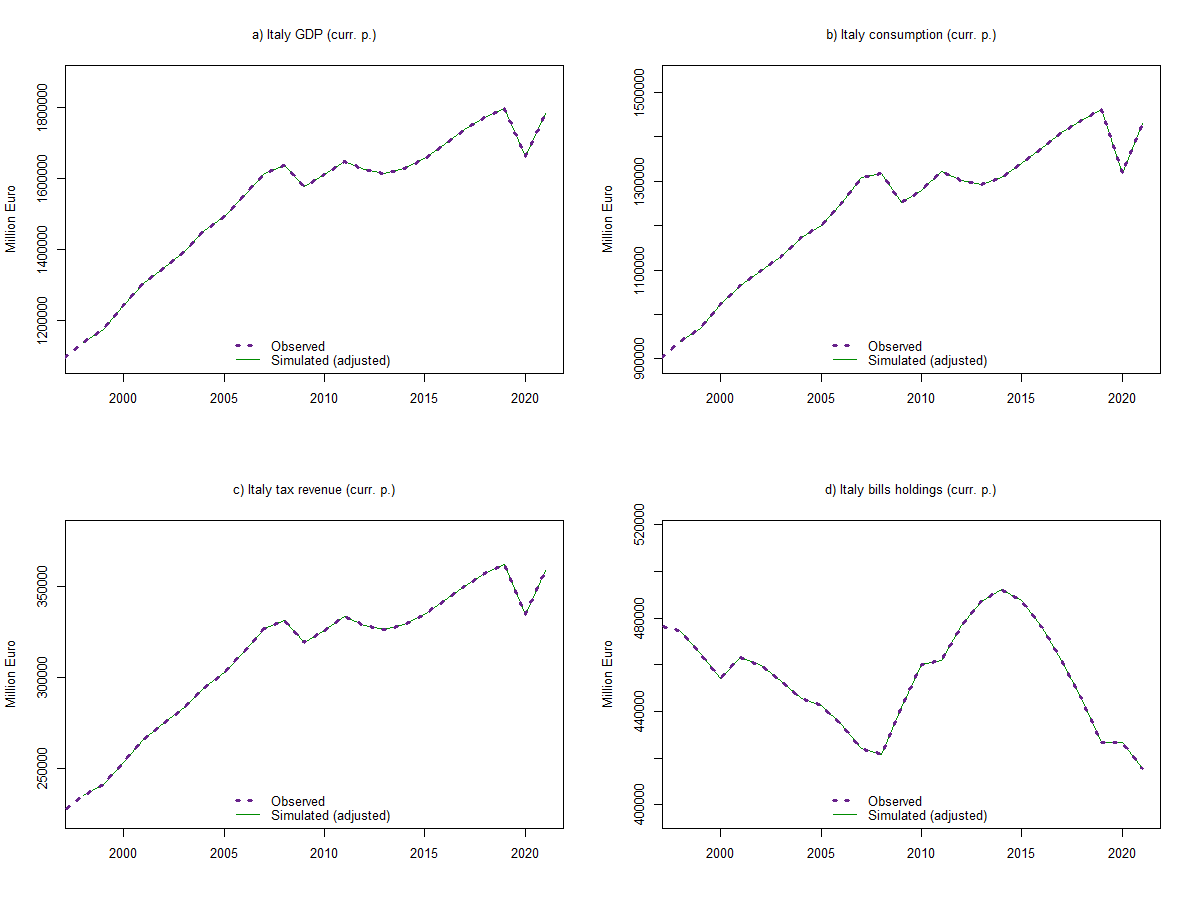 a) Italy GDP (curr. p.)
Million Euro
1200000 1400000 1600000 1800000
Observed
Simulated (adjusted)
2000 2005 2010 2015 2020
b) Italy consumption (curr. p.)
Million Euro
900000 1100000 1300000 1500000
Observed
Simulated (adjusted)
2000 2005 2010 2015 2020
c) Italy tax revenue (curr. p.)
Million Euro
250000 300000 350000
Observed
Simulated (adjusted)
2000 2005 2010 2015 2020
d) Italy bills holdings (curr. p.)
Million Euro
400000 440000 480000 520000
Observed
Simulated (adjusted)
2000 2005 2010 2015 2020